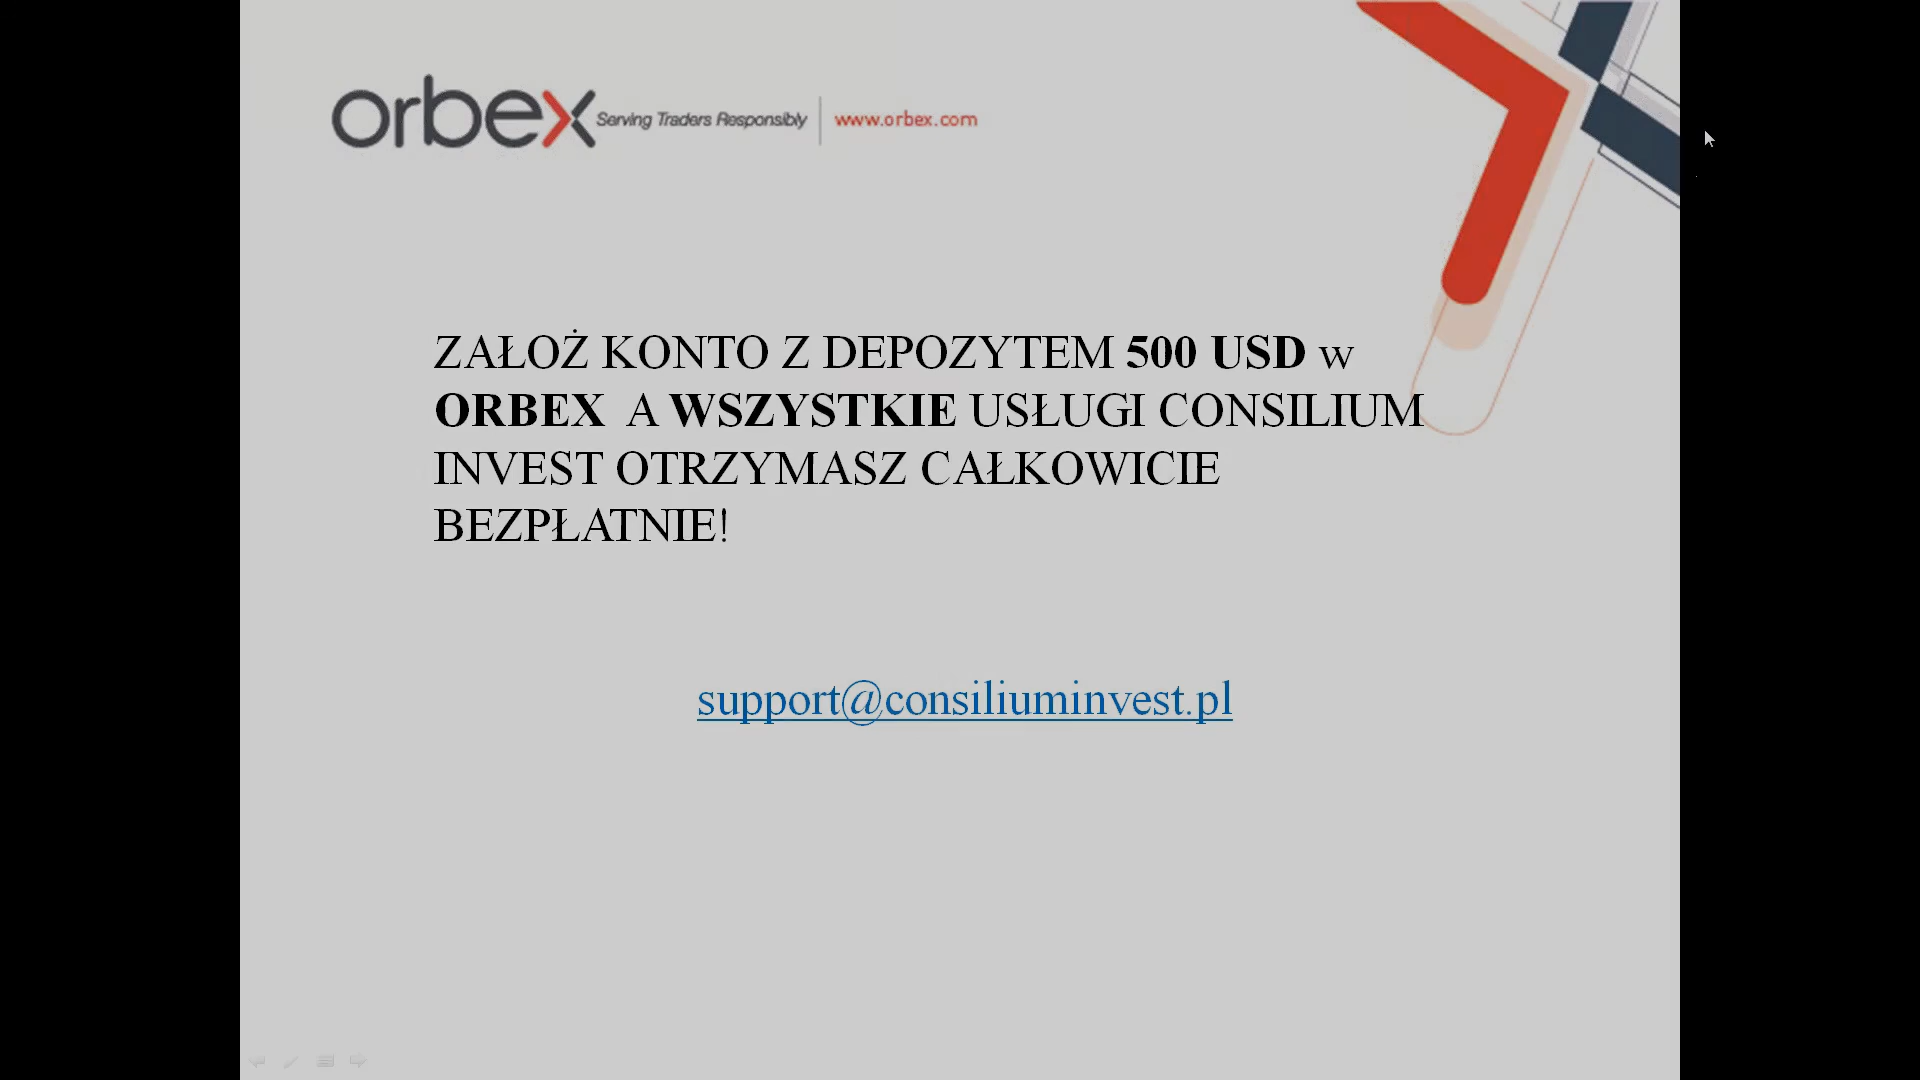 orbex Serving Traders Responsibly www.orbex.com
ZAŁOŻ KONTO Z DEPOZYTEM 500 USD w
ORBEX A WSZYSTKIE USŁUGI CONSILIUM
INVEST OTRZYMASZ CAŁKOWICIE
BEZPŁATNIE!
support@consiliuminvest.pl